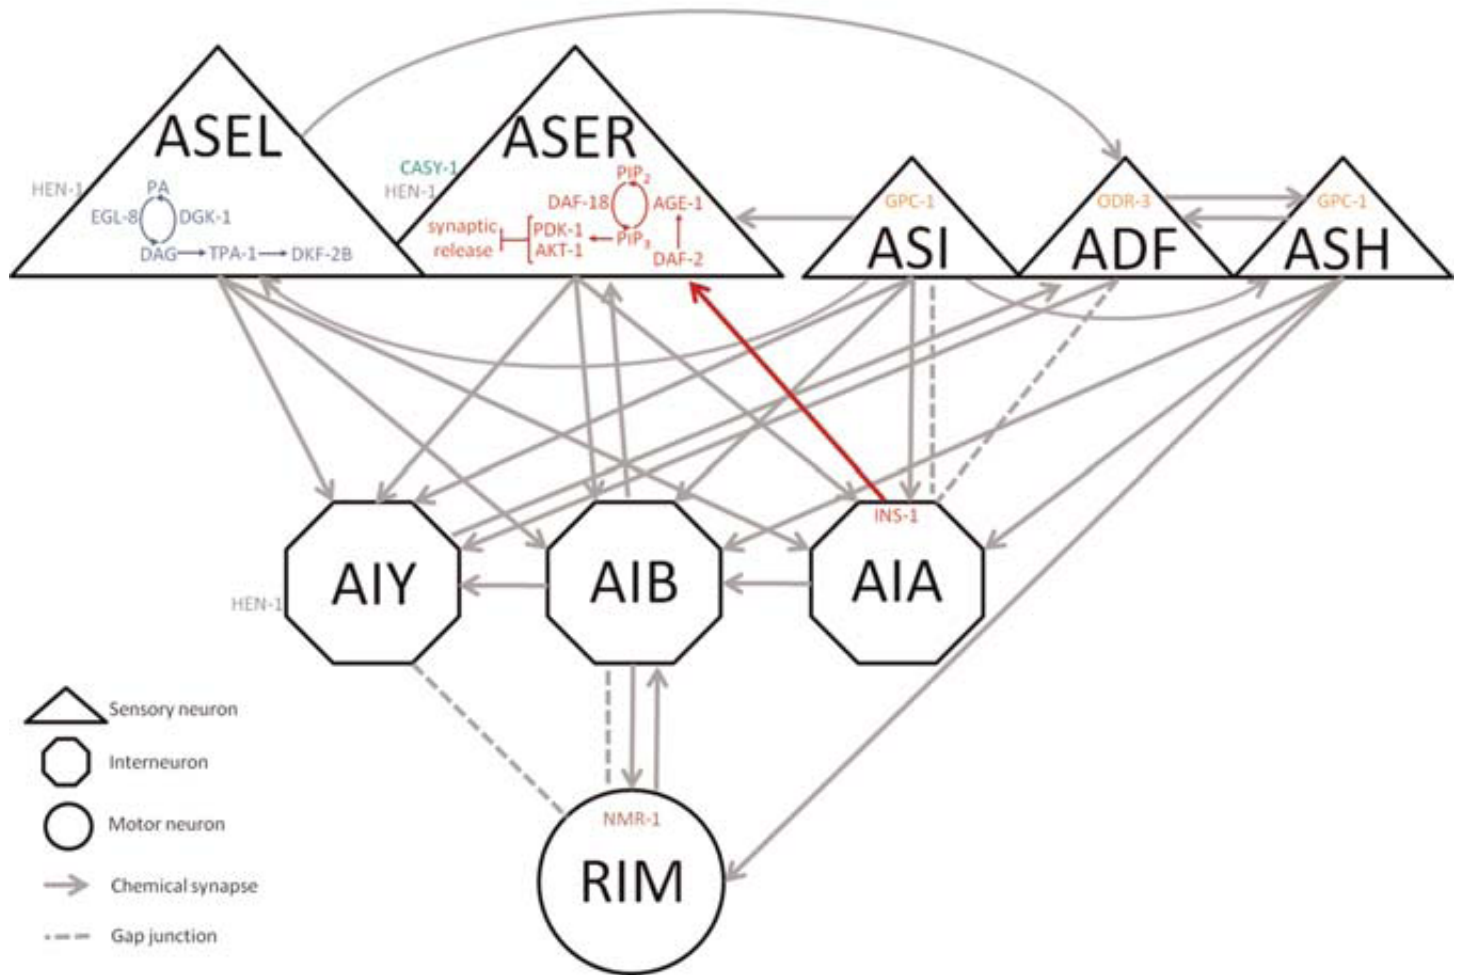 ASEL
HEN-1
PA
EGL-8
DGK-1
DAG
TPA-1
DKF-2B
ASER
CASY-1
HEN-1
PIP2
DAF-18
AGE-1
synaptic
release
PDK-1
AKT-1
PIP3
DAF-2
GPC-1
ASI
ODR-3
ADF
GPC-1
ASH
AIY
HEN-1
AIB
INS-1
AIA
NMR-1
RIM
Sensory neuron
Interneuron
Motor neuron
Chemical synapse
Gap junction